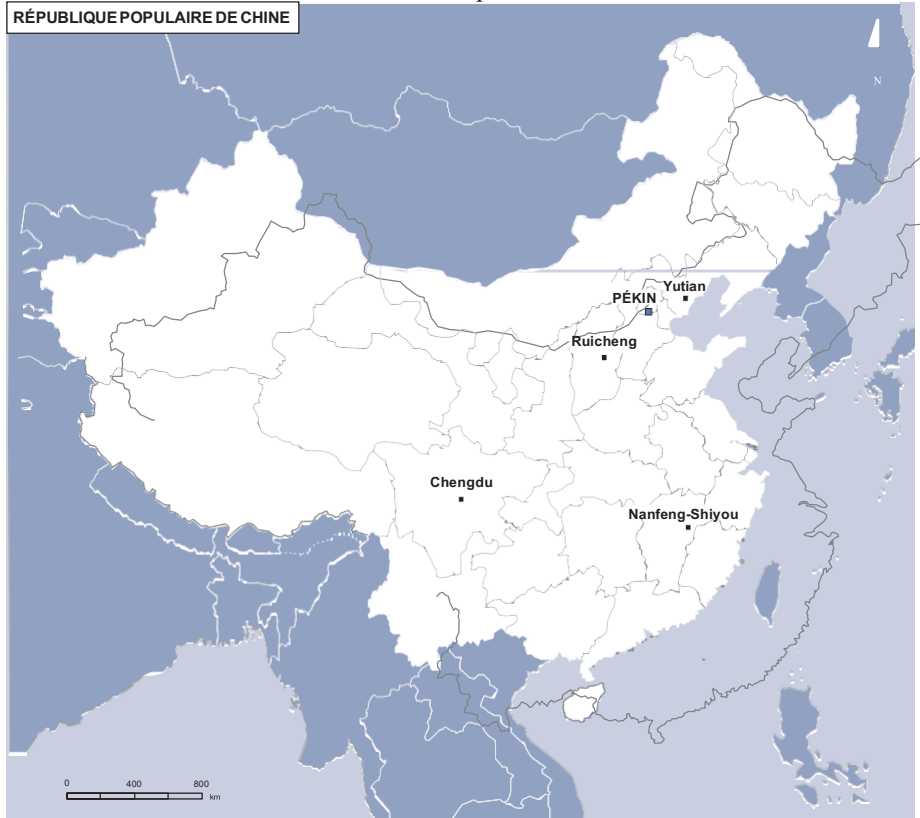 RÉPUBLIQUE POPULAIRE DE CHINE
N
Yutian
PÉKIN
Ruicheng
Chengdu
Nanfeng-Shiyou
0 400 800
km